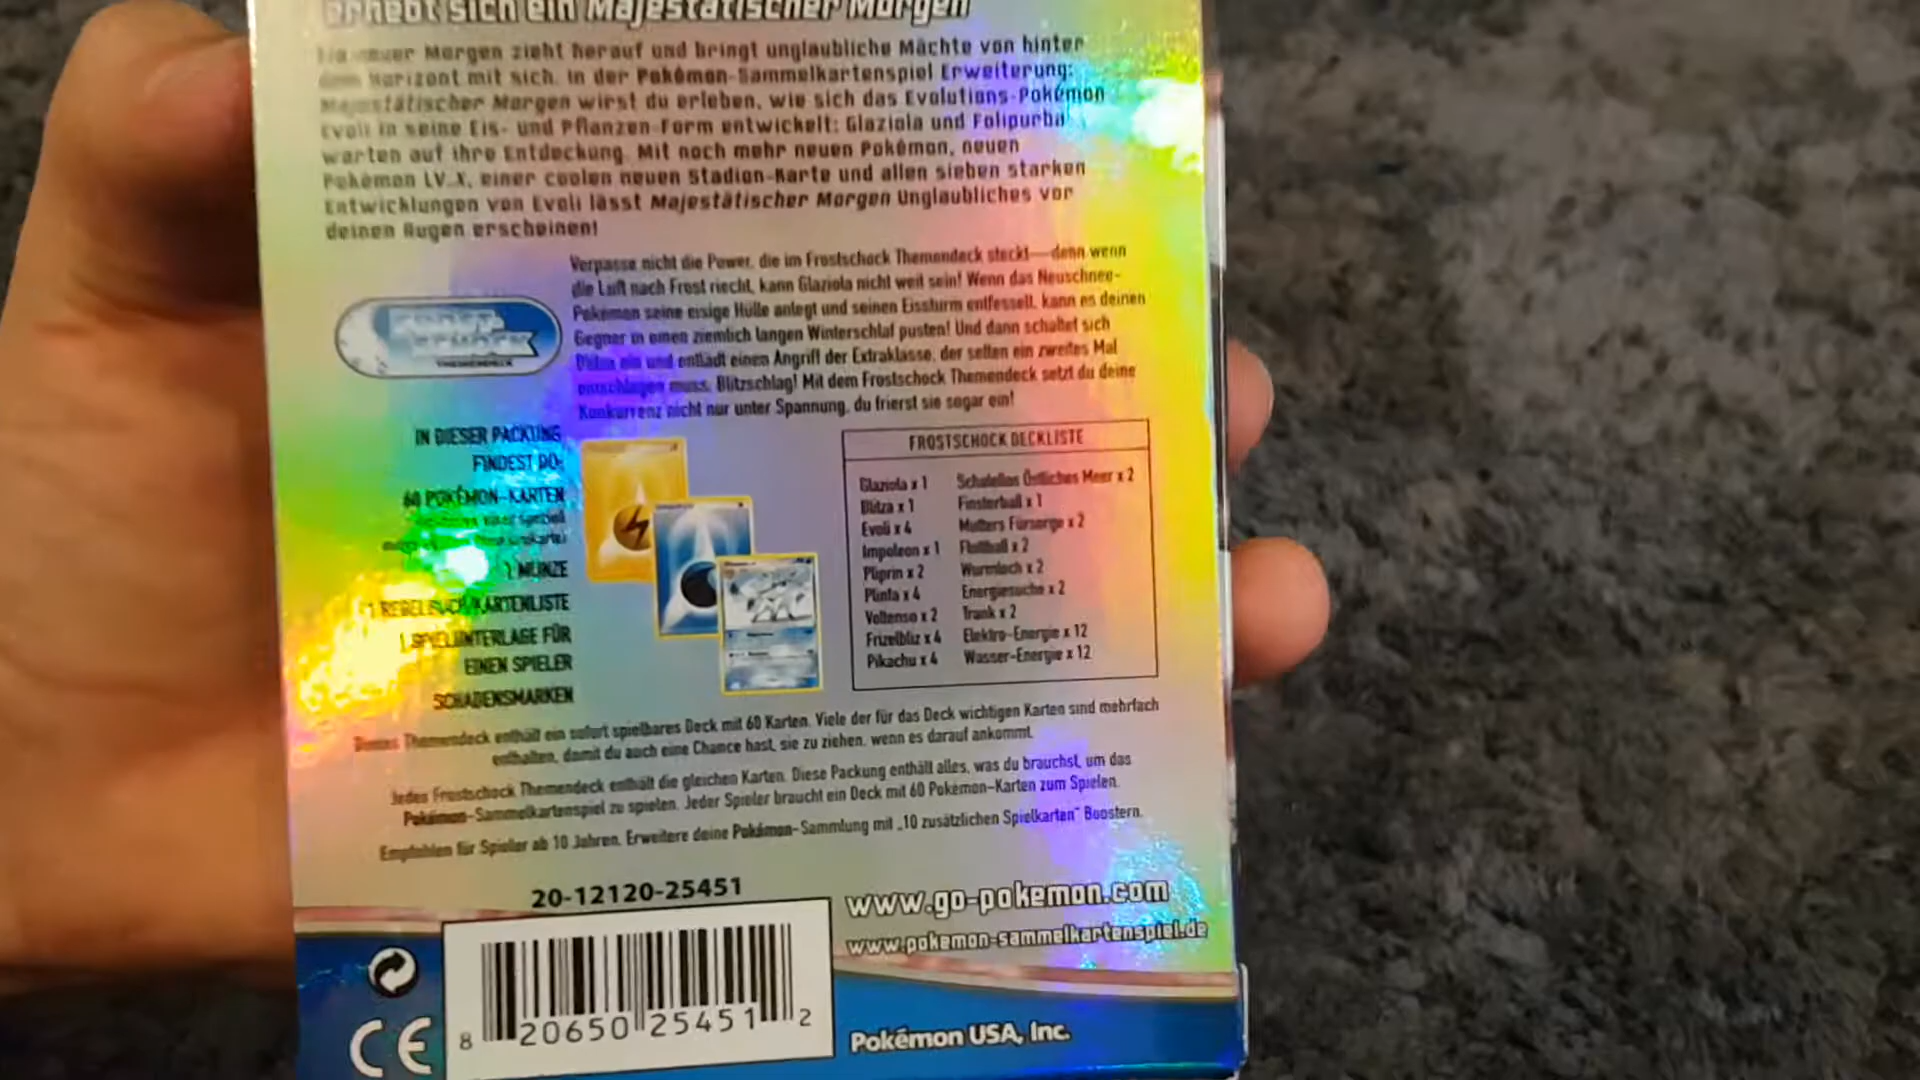 erhebt sich ein Majestätischer Morgen
Ein neuer Morgen zieht herauf und bringt unglaubliche Mächte von hinter
dem Horizont mit sich. In der Pokémon-Sammelkartenspiel Erweiterung:
Majestätischer Morgen wirst du erleben, wie sich das Evolutions-Pokémon
Evoli in seine Eis- und Pflanzen-Form entwickelt: Glaziola und Folipurba
warten auf ihre Entdeckung. Mit noch mehr neuen Pokémon, neuen
Pokémon LV.X, einer coolen neuen Stadion-Karte und allen sieben starken
Entwicklungen von Evoli lässt Majestätischer Morgen Unglaubliches vor
deinen Augen erscheinen!
Verpasse nicht die Power, die im Frostschock Themendeck steckt—denn wenn
die Luft nach Frost riecht, kann Glaziola nicht weit sein! Wenn das Neuschnee-
Pokémon seine eisige Hülle anlegt und seinen Eissturm entfesselt, kann es deinen
Gegner in einen ziemlich langen Winterschlaf pusten! Und dann schaltet sich
Blitza ein und entlädt einen Angriff der Extraklasse, der selten ein zweites Mal
einschlagen muss. Blitzschlag! Mit dem Frostschock Themendeck setzt du deine
Konkurrenz nicht nur unter Spannung, du frierst sie sogar ein!
THEMENDECK
IN DIESER PACKUNG
FINDEST DU:
60 POKÉMON-KARTEN
1 MÜNZE
1 REGELBUCH/KARTENLISTE
1 SPIELUNTERLAGE FÜR
EINEN SPIELER
SCHADENSMARKEN
FROSTSCHOCK DECKLISTE
Glaziola x 1 Schalellos Östliches Meer x 2
Blitza x 1 Finsterball x 1
Evoli x 4 Mutters Fürsorge x 2
Impoleon x 1 Flottball x 2
Pliprin x 2 Wurmloch x 2
Plinfa x 4 Energiesuche x 2
Voltenso x 2 Trank x 2
Frizelbliz x 4 Elektro-Energie x 12
Pikachu x 4 Wasser-Energie x 12
Dieses Themendeck enthält ein sofort spielbares Deck mit 60 Karten. Viele der für das Deck wichtigen Karten sind mehrfach
enthalten, damit du auch eine Chance hast, sie zu ziehen, wenn es darauf ankommt.
Jedes Frostschock Themendeck enthält die gleichen Karten. Diese Packung enthält alles, was du brauchst, um das
Pokémon-Sammelkartenspiel zu spielen. Jeder Spieler braucht ein Deck mit 60 Pokémon-Karten zum Spielen.
Empfohlen für Spieler ab 10 Jahren. Erweitere deine Pokémon-Sammlung mit „10 zusätzlichen Spielkarten" Boostern.
20-12120-25451
www.go-pokemon.com
www.pokemon-sammelkartenspiel.de
CE
8 20650 25451 2
Pokémon USA, Inc.